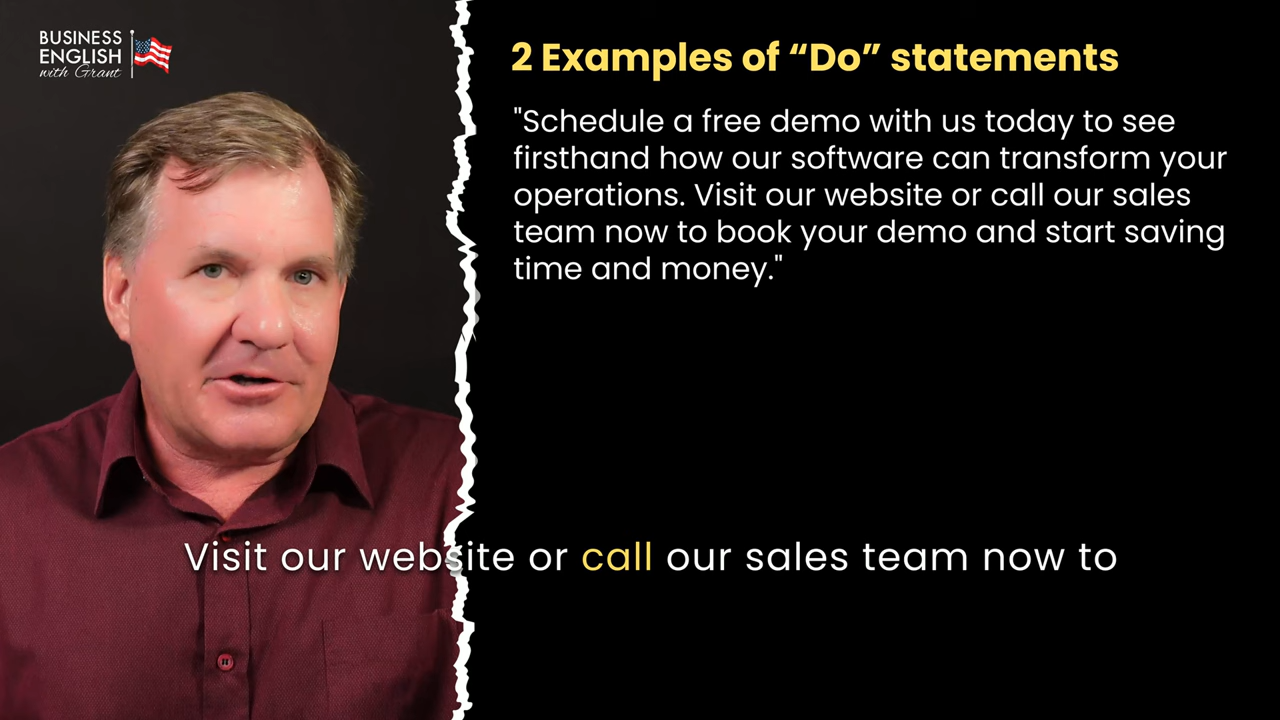 BUSINESS
ENGLISH
with Grant
2 Examples of “Do” statements
"Schedule a free demo with us today to see
firsthand how our software can transform your
operations. Visit our website or call our sales
team now to book your demo and start saving
time and money."
Visit our website or call our sales team now to